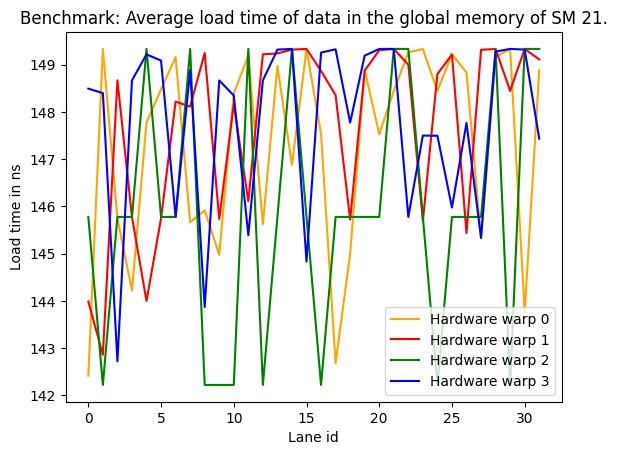 Benchmark: Average load time of data in the global memory of SM 21.
Load time in ns
149
148
147
146
145
144
143
142
0
5
10
15
20
25
30
Lane id
Hardware warp 0
Hardware warp 1
Hardware warp 2
Hardware warp 3